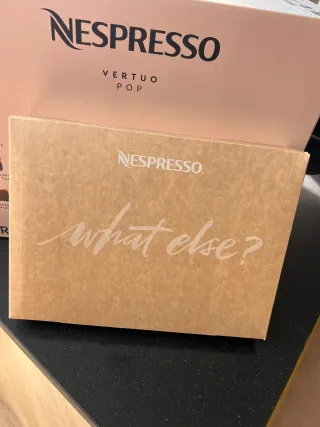 NESPRESSO
VERTUO
POP
NESPRESSO
what else?